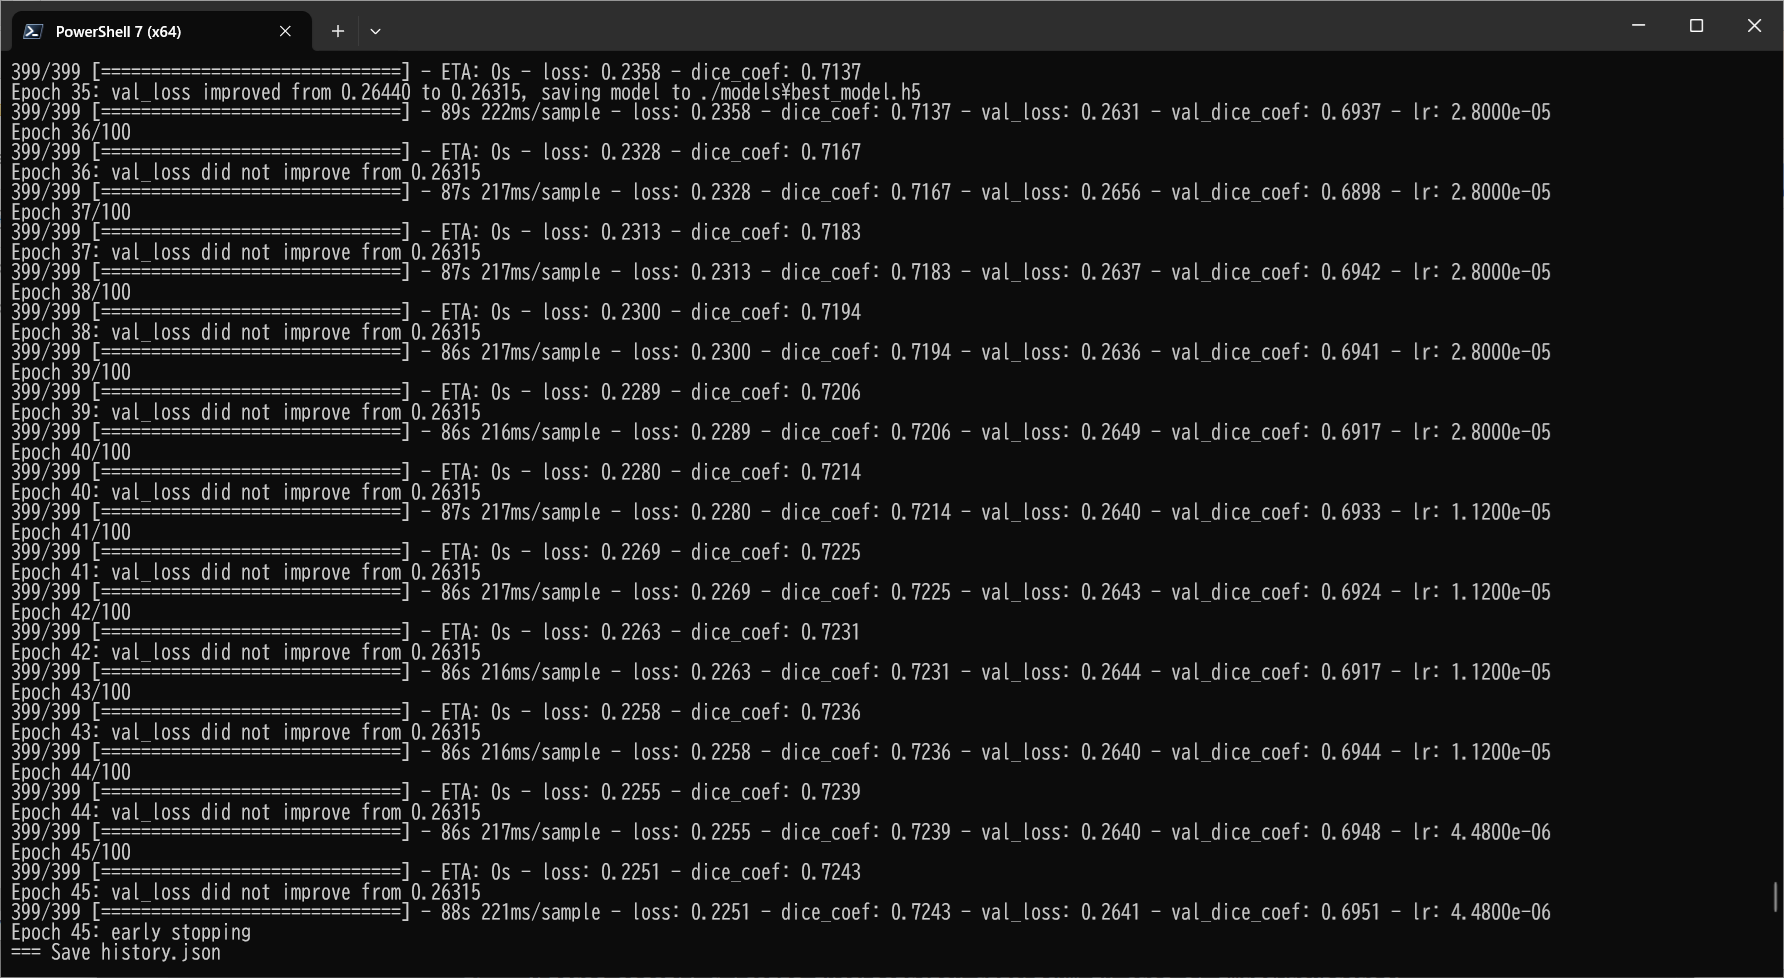 PowerShell 7 (x64)
399/399 [==============================] - ETA: 0s - loss: 0.2358 - dice_coef: 0.7137
Epoch 35: val_loss improved from 0.26440 to 0.26315, saving model to ./models¥best_model.h5
399/399 [==============================] - 89s 222ms/sample - loss: 0.2358 - dice_coef: 0.7137 - val_loss: 0.2631 - val_dice_coef: 0.6937 - lr: 2.8000e-05
Epoch 36/100
399/399 [==============================] - ETA: 0s - loss: 0.2328 - dice_coef: 0.7167
Epoch 36: val_loss did not improve from 0.26315
399/399 [==============================] - 87s 217ms/sample - loss: 0.2328 - dice_coef: 0.7167 - val_loss: 0.2656 - val_dice_coef: 0.6898 - lr: 2.8000e-05
Epoch 37/100
399/399 [==============================] - ETA: 0s - loss: 0.2313 - dice_coef: 0.7183
Epoch 37: val_loss did not improve from 0.26315
399/399 [==============================] - 87s 217ms/sample - loss: 0.2313 - dice_coef: 0.7183 - val_loss: 0.2637 - val_dice_coef: 0.6942 - lr: 2.8000e-05
Epoch 38/100
399/399 [==============================] - ETA: 0s - loss: 0.2300 - dice_coef: 0.7194
Epoch 38: val_loss did not improve from 0.26315
399/399 [==============================] - 86s 217ms/sample - loss: 0.2300 - dice_coef: 0.7194 - val_loss: 0.2636 - val_dice_coef: 0.6941 - lr: 2.8000e-05
Epoch 39/100
399/399 [==============================] - ETA: 0s - loss: 0.2289 - dice_coef: 0.7206
Epoch 39: val_loss did not improve from 0.26315
399/399 [==============================] - 86s 216ms/sample - loss: 0.2289 - dice_coef: 0.7206 - val_loss: 0.2649 - val_dice_coef: 0.6917 - lr: 2.8000e-05
Epoch 40/100
399/399 [==============================] - ETA: 0s - loss: 0.2280 - dice_coef: 0.7214
Epoch 40: val_loss did not improve from 0.26315
399/399 [==============================] - 87s 217ms/sample - loss: 0.2280 - dice_coef: 0.7214 - val_loss: 0.2640 - val_dice_coef: 0.6933 - lr: 1.1200e-05
Epoch 41/100
399/399 [==============================] - ETA: 0s - loss: 0.2269 - dice_coef: 0.7225
Epoch 41: val_loss did not improve from 0.26315
399/399 [==============================] - 86s 217ms/sample - loss: 0.2269 - dice_coef: 0.7225 - val_loss: 0.2643 - val_dice_coef: 0.6924 - lr: 1.1200e-05
Epoch 42/100
399/399 [==============================] - ETA: 0s - loss: 0.2263 - dice_coef: 0.7231
Epoch 42: val_loss did not improve from 0.26315
399/399 [==============================] - 86s 216ms/sample - loss: 0.2263 - dice_coef: 0.7231 - val_loss: 0.2644 - val_dice_coef: 0.6917 - lr: 1.1200e-05
Epoch 43/100
399/399 [==============================] - ETA: 0s - loss: 0.2258 - dice_coef: 0.7236
Epoch 43: val_loss did not improve from 0.26315
399/399 [==============================] - 86s 216ms/sample - loss: 0.2258 - dice_coef: 0.7236 - val_loss: 0.2640 - val_dice_coef: 0.6944 - lr: 1.1200e-05
Epoch 44/100
399/399 [==============================] - ETA: 0s - loss: 0.2255 - dice_coef: 0.7239
Epoch 44: val_loss did not improve from 0.26315
399/399 [==============================] - 86s 217ms/sample - loss: 0.2255 - dice_coef: 0.7239 - val_loss: 0.2640 - val_dice_coef: 0.6948 - lr: 4.4800e-06
Epoch 45/100
399/399 [==============================] - ETA: 0s - loss: 0.2251 - dice_coef: 0.7243
Epoch 45: val_loss did not improve from 0.26315
399/399 [==============================] - 88s 221ms/sample - loss: 0.2251 - dice_coef: 0.7243 - val_loss: 0.2641 - val_dice_coef: 0.6951 - lr: 4.4800e-06
Epoch 45: early stopping
=== Save history.json